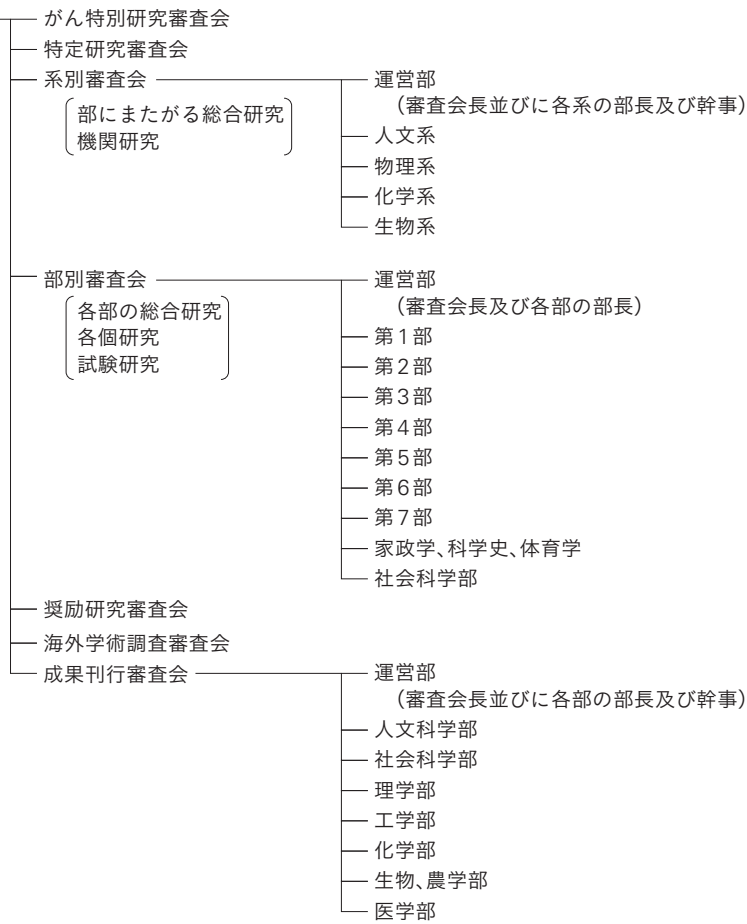 がん特別研究審査会
特定研究審査会
系別審査会
部にまたがる総合研究
機関研究
運営部
（審査会長並びに各系の部長及び幹事）
人文系
物理系
化学系
生物系
部別審査会
各部の総合研究
各個研究
試験研究
運営部
（審査会長及び各部の部長）
第1部
第2部
第3部
第4部
第5部
第6部
第7部
家政学、科学史、体育学
社会科学部
奨励研究審査会
海外学術調査審査会
成果刊行審査会
運営部
（審査会長並びに各部の部長及び幹事）
人文科学部
社会科学部
理学部
工学部
化学部
生物、農学部
医学部